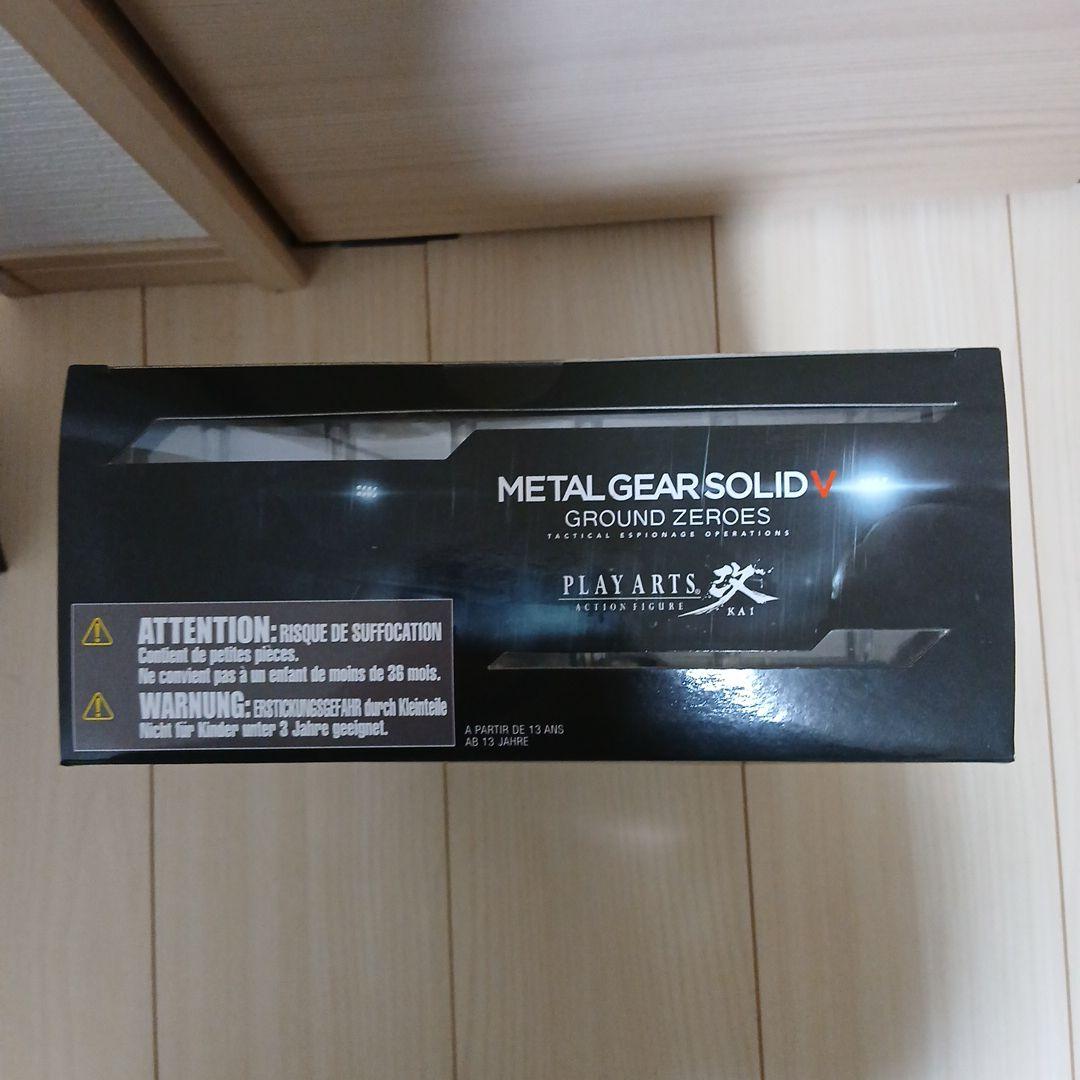 METAL GEAR SOLID V
GROUND ZEROES
TACTICAL ESPIONAGE OPERATIONS
PLAY ARTS® 改
ACTION FIGURE KAI
ATTENTION: RISQUE DE SUFFOCATION
Contient de petites pièces.
Ne convient pas à un enfant de moins de 36 mois.
WARNUNG: ERSTICKUNGSGEFAHR durch Kleinteile
Nicht für Kinder unter 3 Jahre geeignet.
A PARTIR DE 13 ANS
AB 13 JAHRE